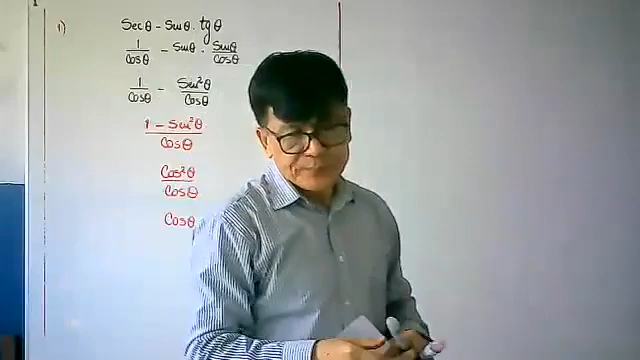 1) Secθ - Senθ . tgθ
1/Cosθ - Senθ . Senθ/Cosθ
1/Cosθ - Sen²θ/Cosθ
1 - Sen²θ/Cosθ
Cos²θ/Cosθ
Cosθ